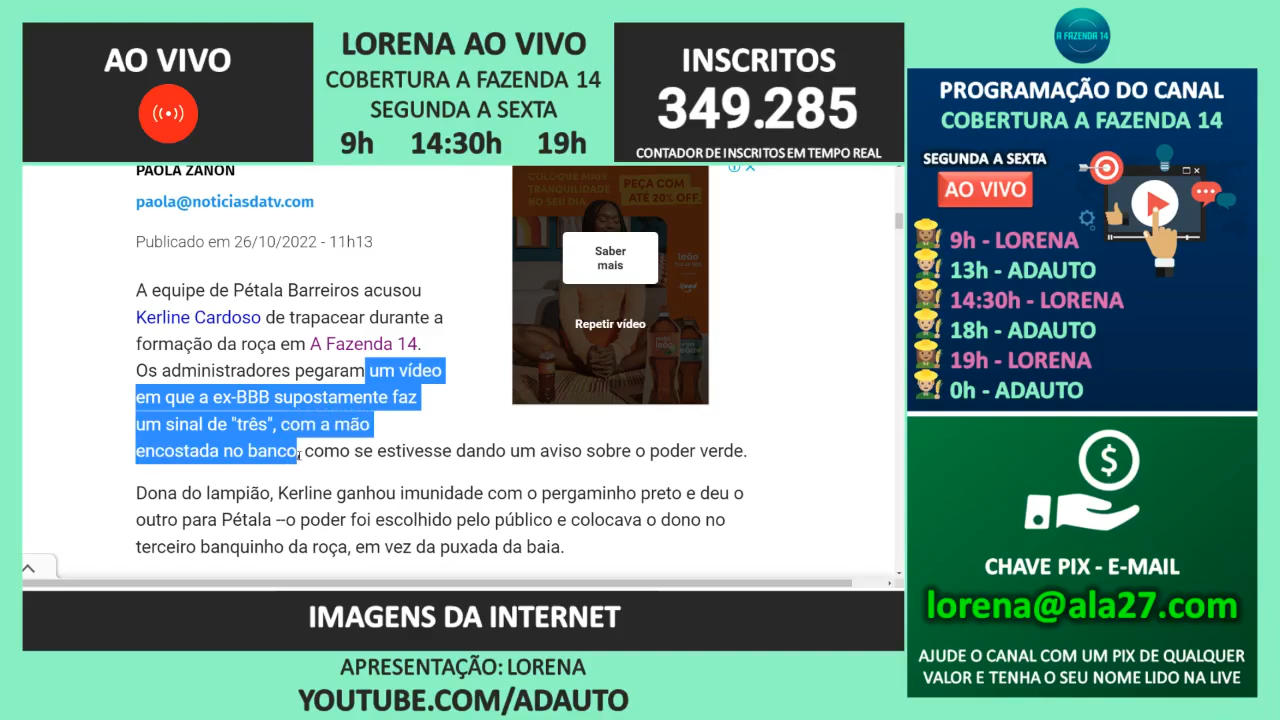 AO VIVO
LORENA AO VIVO
COBERTURA A FAZENDA 14
SEGUNDA A SEXTA
9h 14:30h 19h
INSCRITOS
349.285
CONTADOR DE INSCRITOS EM TEMPO REAL
A FAZENDA 14
PROGRAMAÇÃO DO CANAL
COBERTURA A FAZENDA 14
SEGUNDA A SEXTA
AO VIVO
9h - LORENA
13h - ADAUTO
14:30h - LORENA
18h - ADAUTO
19h - LORENA
0h - ADAUTO
PAOLA ZANON
paola@noticiasdatv.com
Publicado em 26/10/2022 - 11h13
A equipe de Pétala Barreiros acusou
Kerline Cardoso de trapacear durante a
formação da roça em A Fazenda 14.
Os administradores pegaram um vídeo
em que a ex-BBB supostamente faz
um sinal de "três", com a mão
encostada no banco, como se estivesse dando um aviso sobre o poder verde.
Dona do lampião, Kerline ganhou imunidade com o pergaminho preto e deu o
outro para Pétala --o poder foi escolhido pelo público e colocava o dono no
terceiro banquinho da roça, em vez da puxada da baia.
COLOQUE MAIS
TRANQUILIDADE
NO SEU DIA
PEÇA COM
ATÉ 20% OFF.
Saber
mais
leão
Repetir vídeo
IMAGENS DA INTERNET
APRESENTAÇÃO: LORENA
YOUTUBE.COM/ADAUTO
$
CHAVE PIX - E-MAIL
lorena@ala27.com
AJUDE O CANAL COM UM PIX DE QUALQUER
VALOR E TENHA O SEU NOME LIDO NA LIVE